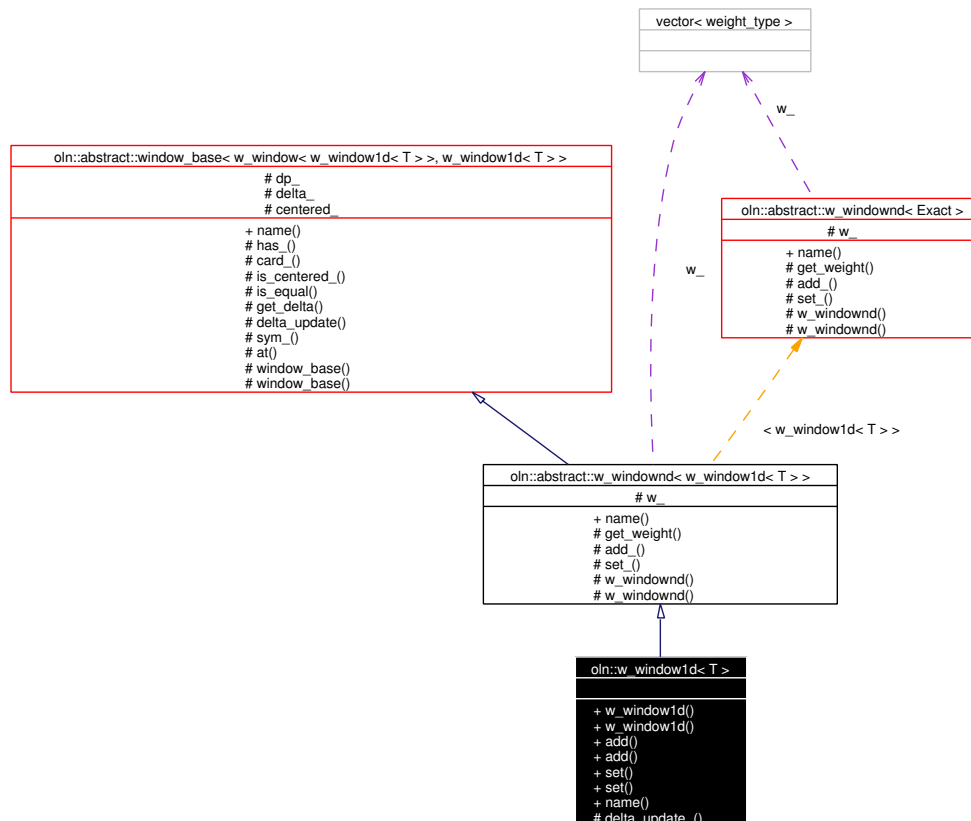 vector< weight_type >
w_
oln::abstract::window_base< w_window< w_window1d< T > >, w_window1d< T > >
# dp_
# delta_
# centered_
+ name()
# has_()
# card_()
# is_centered_()
# is_equal()
# get_delta()
# delta_update()
# sym_()
# at()
# window_base()
# window_base()
oln::abstract::w_windownd< Exact >
# w_
+ name()
# get_weight()
# add_()
# set_()
# w_windownd()
# w_windownd()
w_
< w_window1d< T > >
oln::abstract::w_windownd< w_window1d< T > >
# w_
+ name()
# get_weight()
# add_()
# set_()
# w_windownd()
# w_windownd()
oln::w_window1d< T >
+ w_window1d()
+ w_window1d()
+ add()
+ add()
+ set()
+ set()
+ name()
# delta_update_()